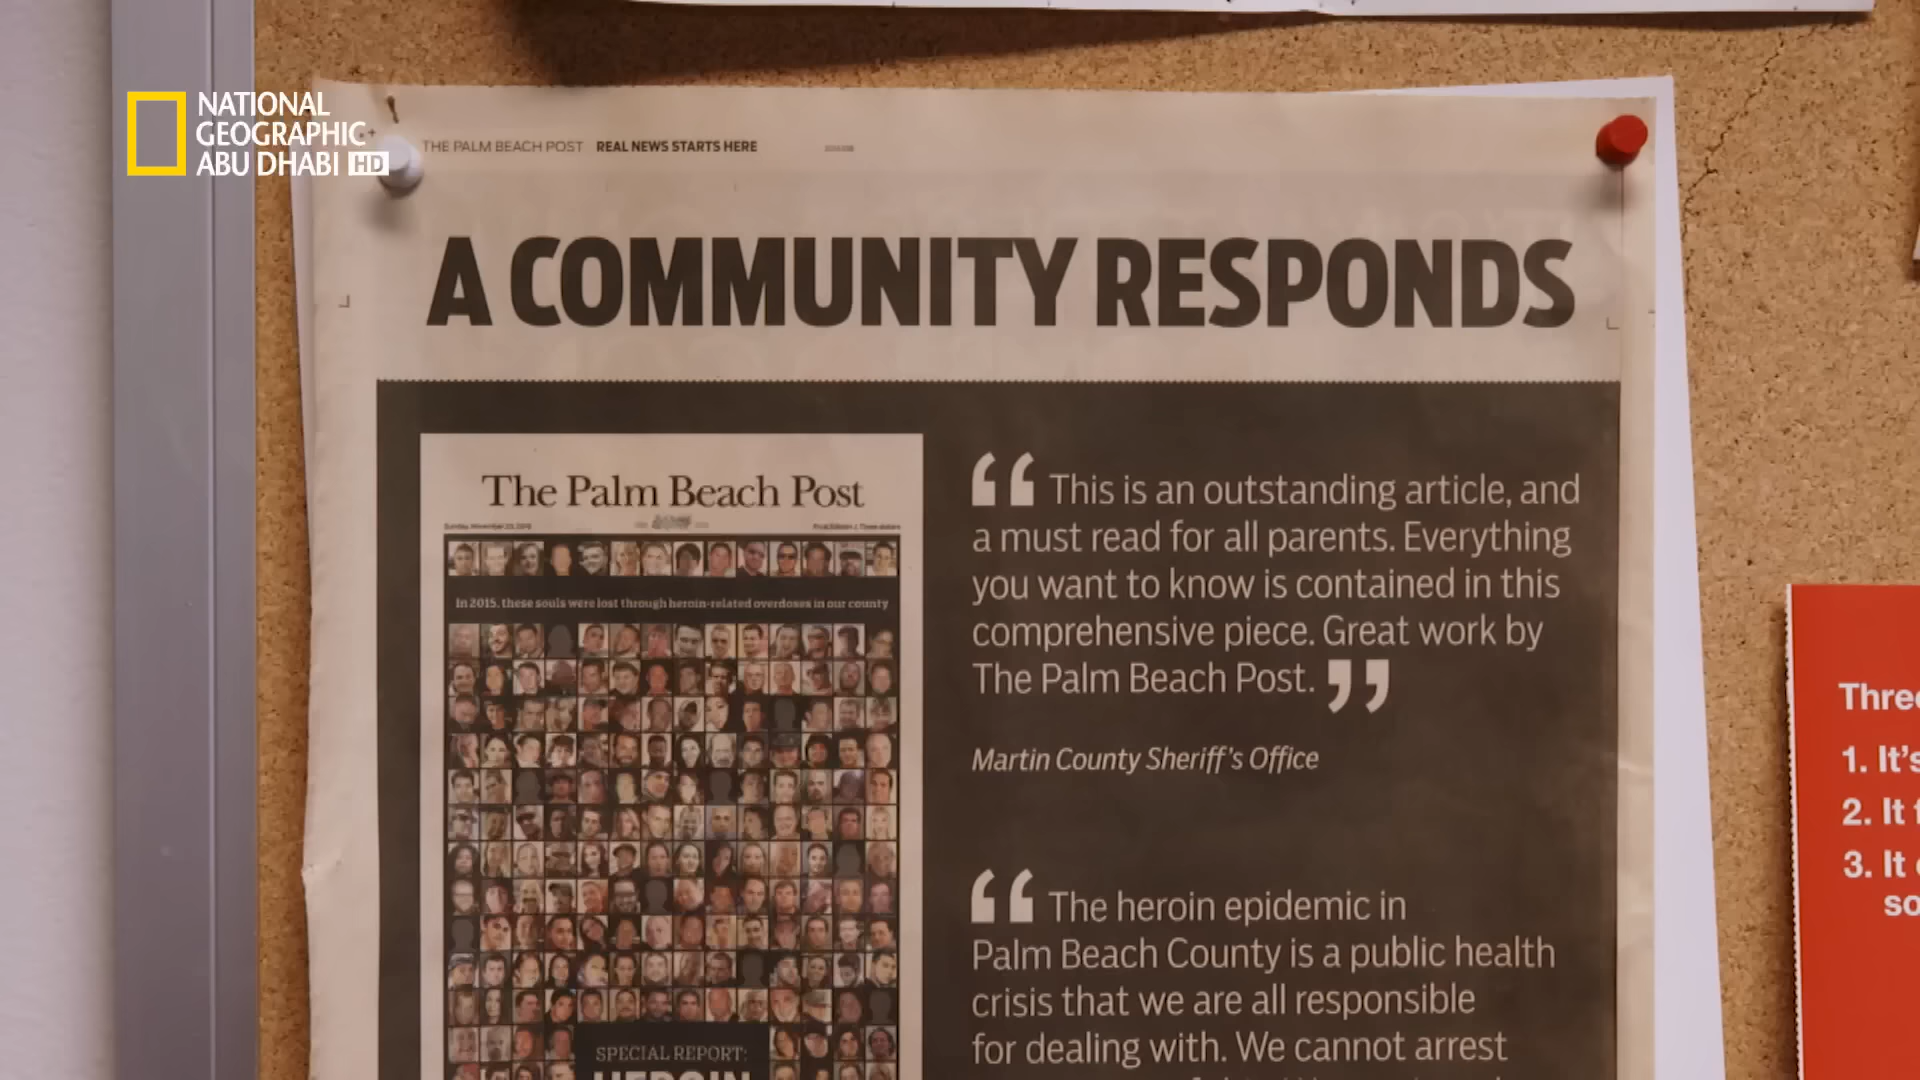 NATIONAL
GEOGRAPHIC
ABU DHABI HD
THE PALM BEACH POST REAL NEWS STARTS HERE
A COMMUNITY RESPONDS
The Palm Beach Post
In 2015, these souls were lost through heroin-related overdoses in our county
SPECIAL REPORT:
HEROIN
“ This is an outstanding article, and
a must read for all parents. Everything
you want to know is contained in this
comprehensive piece. Great work by
The Palm Beach Post. ”
Martin County Sheriff's Office
“ The heroin epidemic in
Palm Beach County is a public health
crisis that we are all responsible
for dealing with. We cannot arrest
1. It's
2. It
3. It